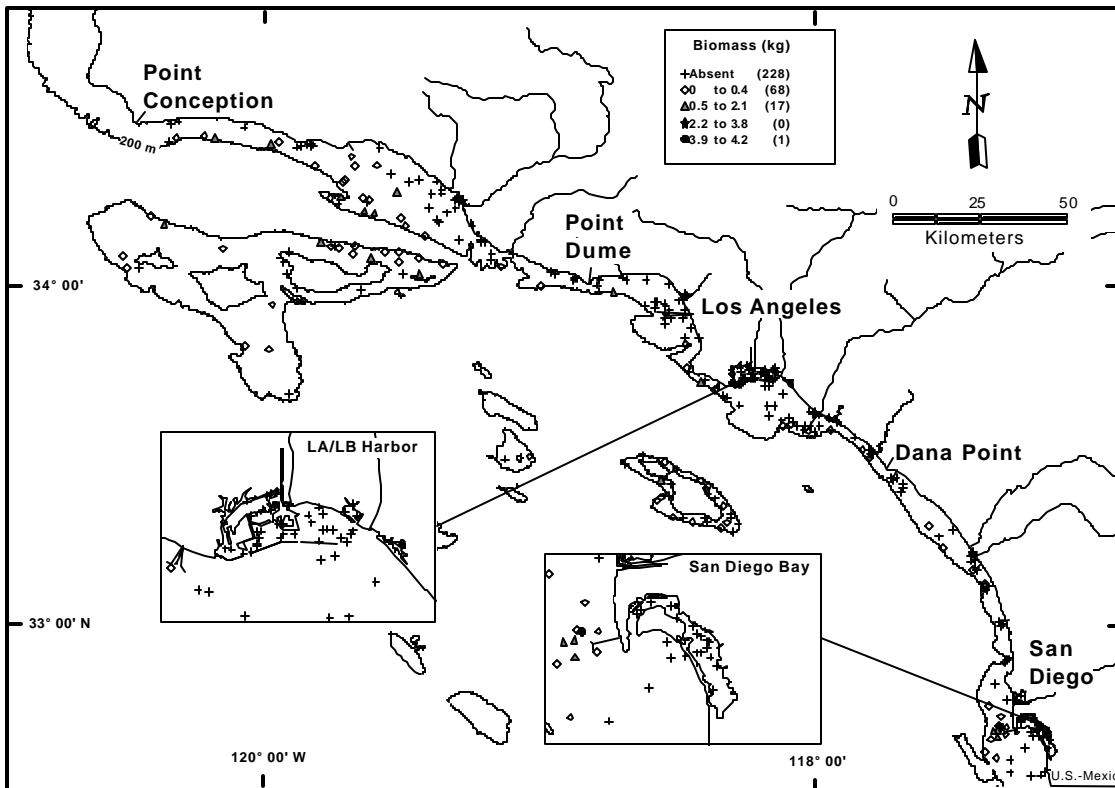 Biomass (kg)
Absent (228)
0 to 0.4 (68)
0.5 to 2.1 (17)
2.2 to 3.8 (0)
3.9 to 4.2 (1)
N
Point
Conception
200 m
0 25 50
Kilometers
Point
Dume
34° 00'
Los Angeles
LA/LB Harbor
Dana Point
San Diego Bay
33° 00' N
San
Diego
120° 00' W
118° 00'
U.S.-Mexic